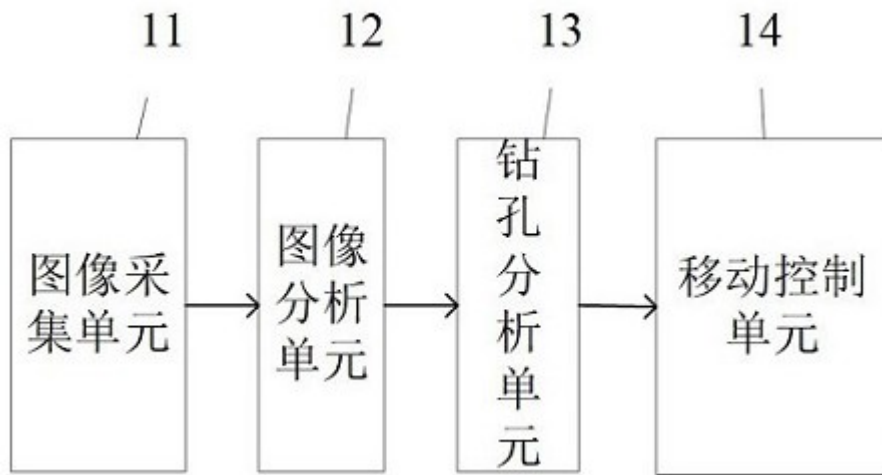 11
12
13
14
图像采
集单元
图像
分析
单元
钻
孔
分
析
单
元
移动控制
单元